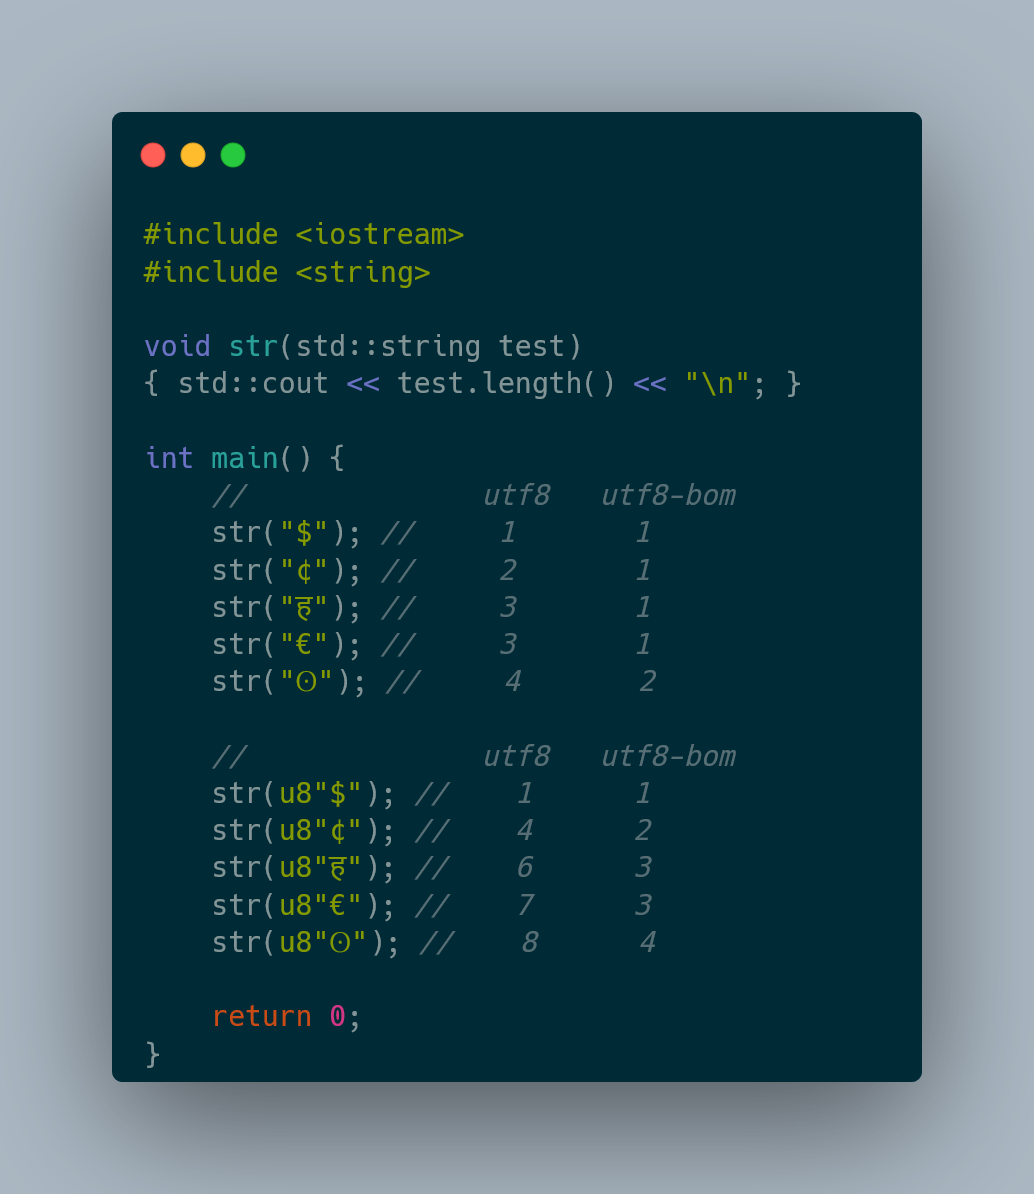 #include <iostream>
#include <string>
void str(std::string test)
{ std::cout << test.length() << "\n"; }
int main() {
// utf8 utf8-bom
str("$"); // 1 1
str("¢"); // 2 1
str("ह"); // 3 1
str("€"); // 3 1
str("ʘ"); // 4 2
// utf8 utf8-bom
str(u8"$"); // 1 1
str(u8"¢"); // 4 2
str(u8"ह"); // 6 3
str(u8"€"); // 7 3
str(u8"ʘ"); // 8 4
return 0;
}